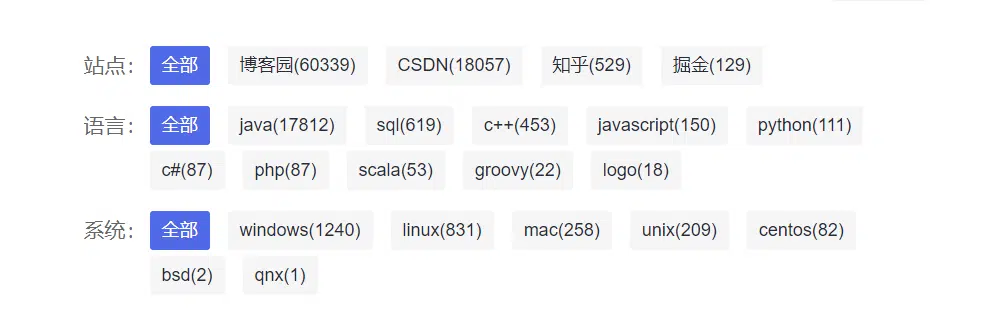 站点: 全部 博客园(60339) CSDN(18057) 知乎(529) 掘金(129)
语言: 全部 java(17812) sql(619) c++(453) javascript(150) python(111)
c#(87) php(87) scala(53) groovy(22) logo(18)
系统: 全部 windows(1240) linux(831) mac(258) unix(209) centos(82)
bsd(2) qnx(1)